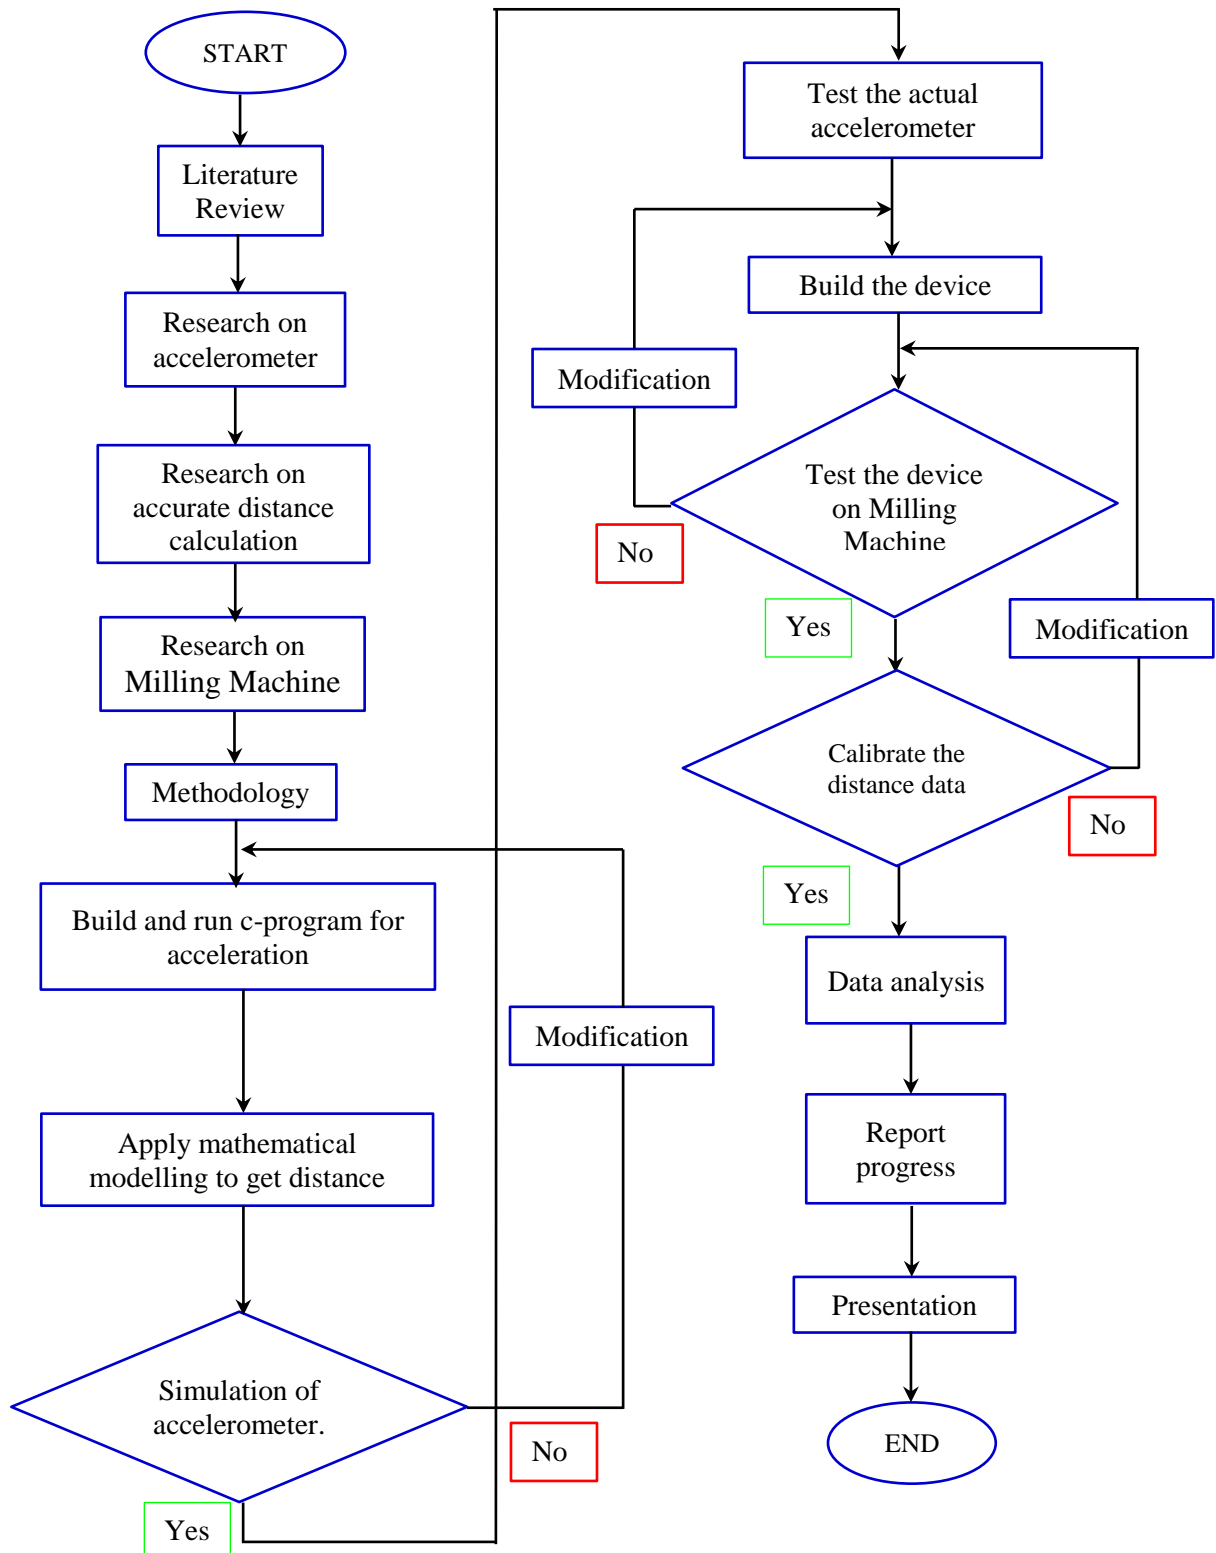 START
Literature
Review
Research on
accelerometer
Research on
accurate distance
calculation
Research on
Milling Machine
Methodology
Build and run c-program for
acceleration
Modification
Apply mathematical
modelling to get distance
Simulation of
accelerometer.
No
Yes
Test the actual
accelerometer
Build the device
Modification
Test the device
on Milling
Machine
No
Yes
Modification
Calibrate the
distance data
No
Yes
Data analysis
Report
progress
Presentation
END